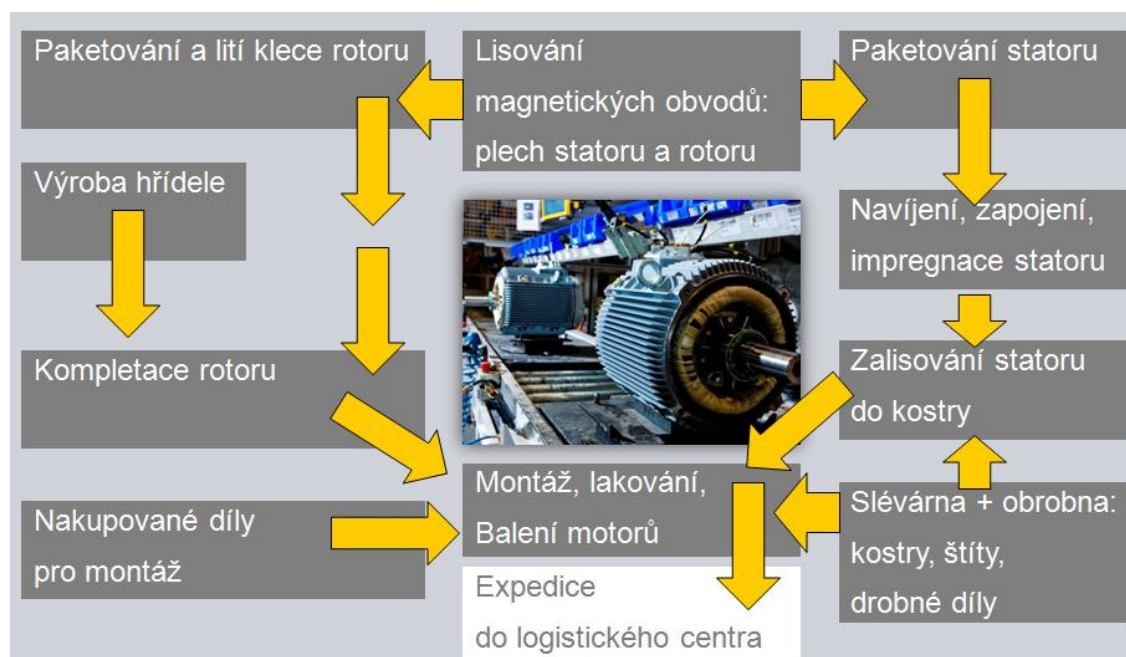 Paketování a lití klece rotoru
Lisování
magnetických obvodů:
plech statoru a rotoru
Paketování statoru
Výroba hřídele
Navíjení, zapojení,
impregnace statoru
Kompletace rotoru
Zalisování statoru
do kostry
Nakupované díly
pro montáž
Montáž, lakování,
Balení motorů
Slévárna + obrobna:
kostry, štíty,
drobné díly
Expedice
do logistického centra